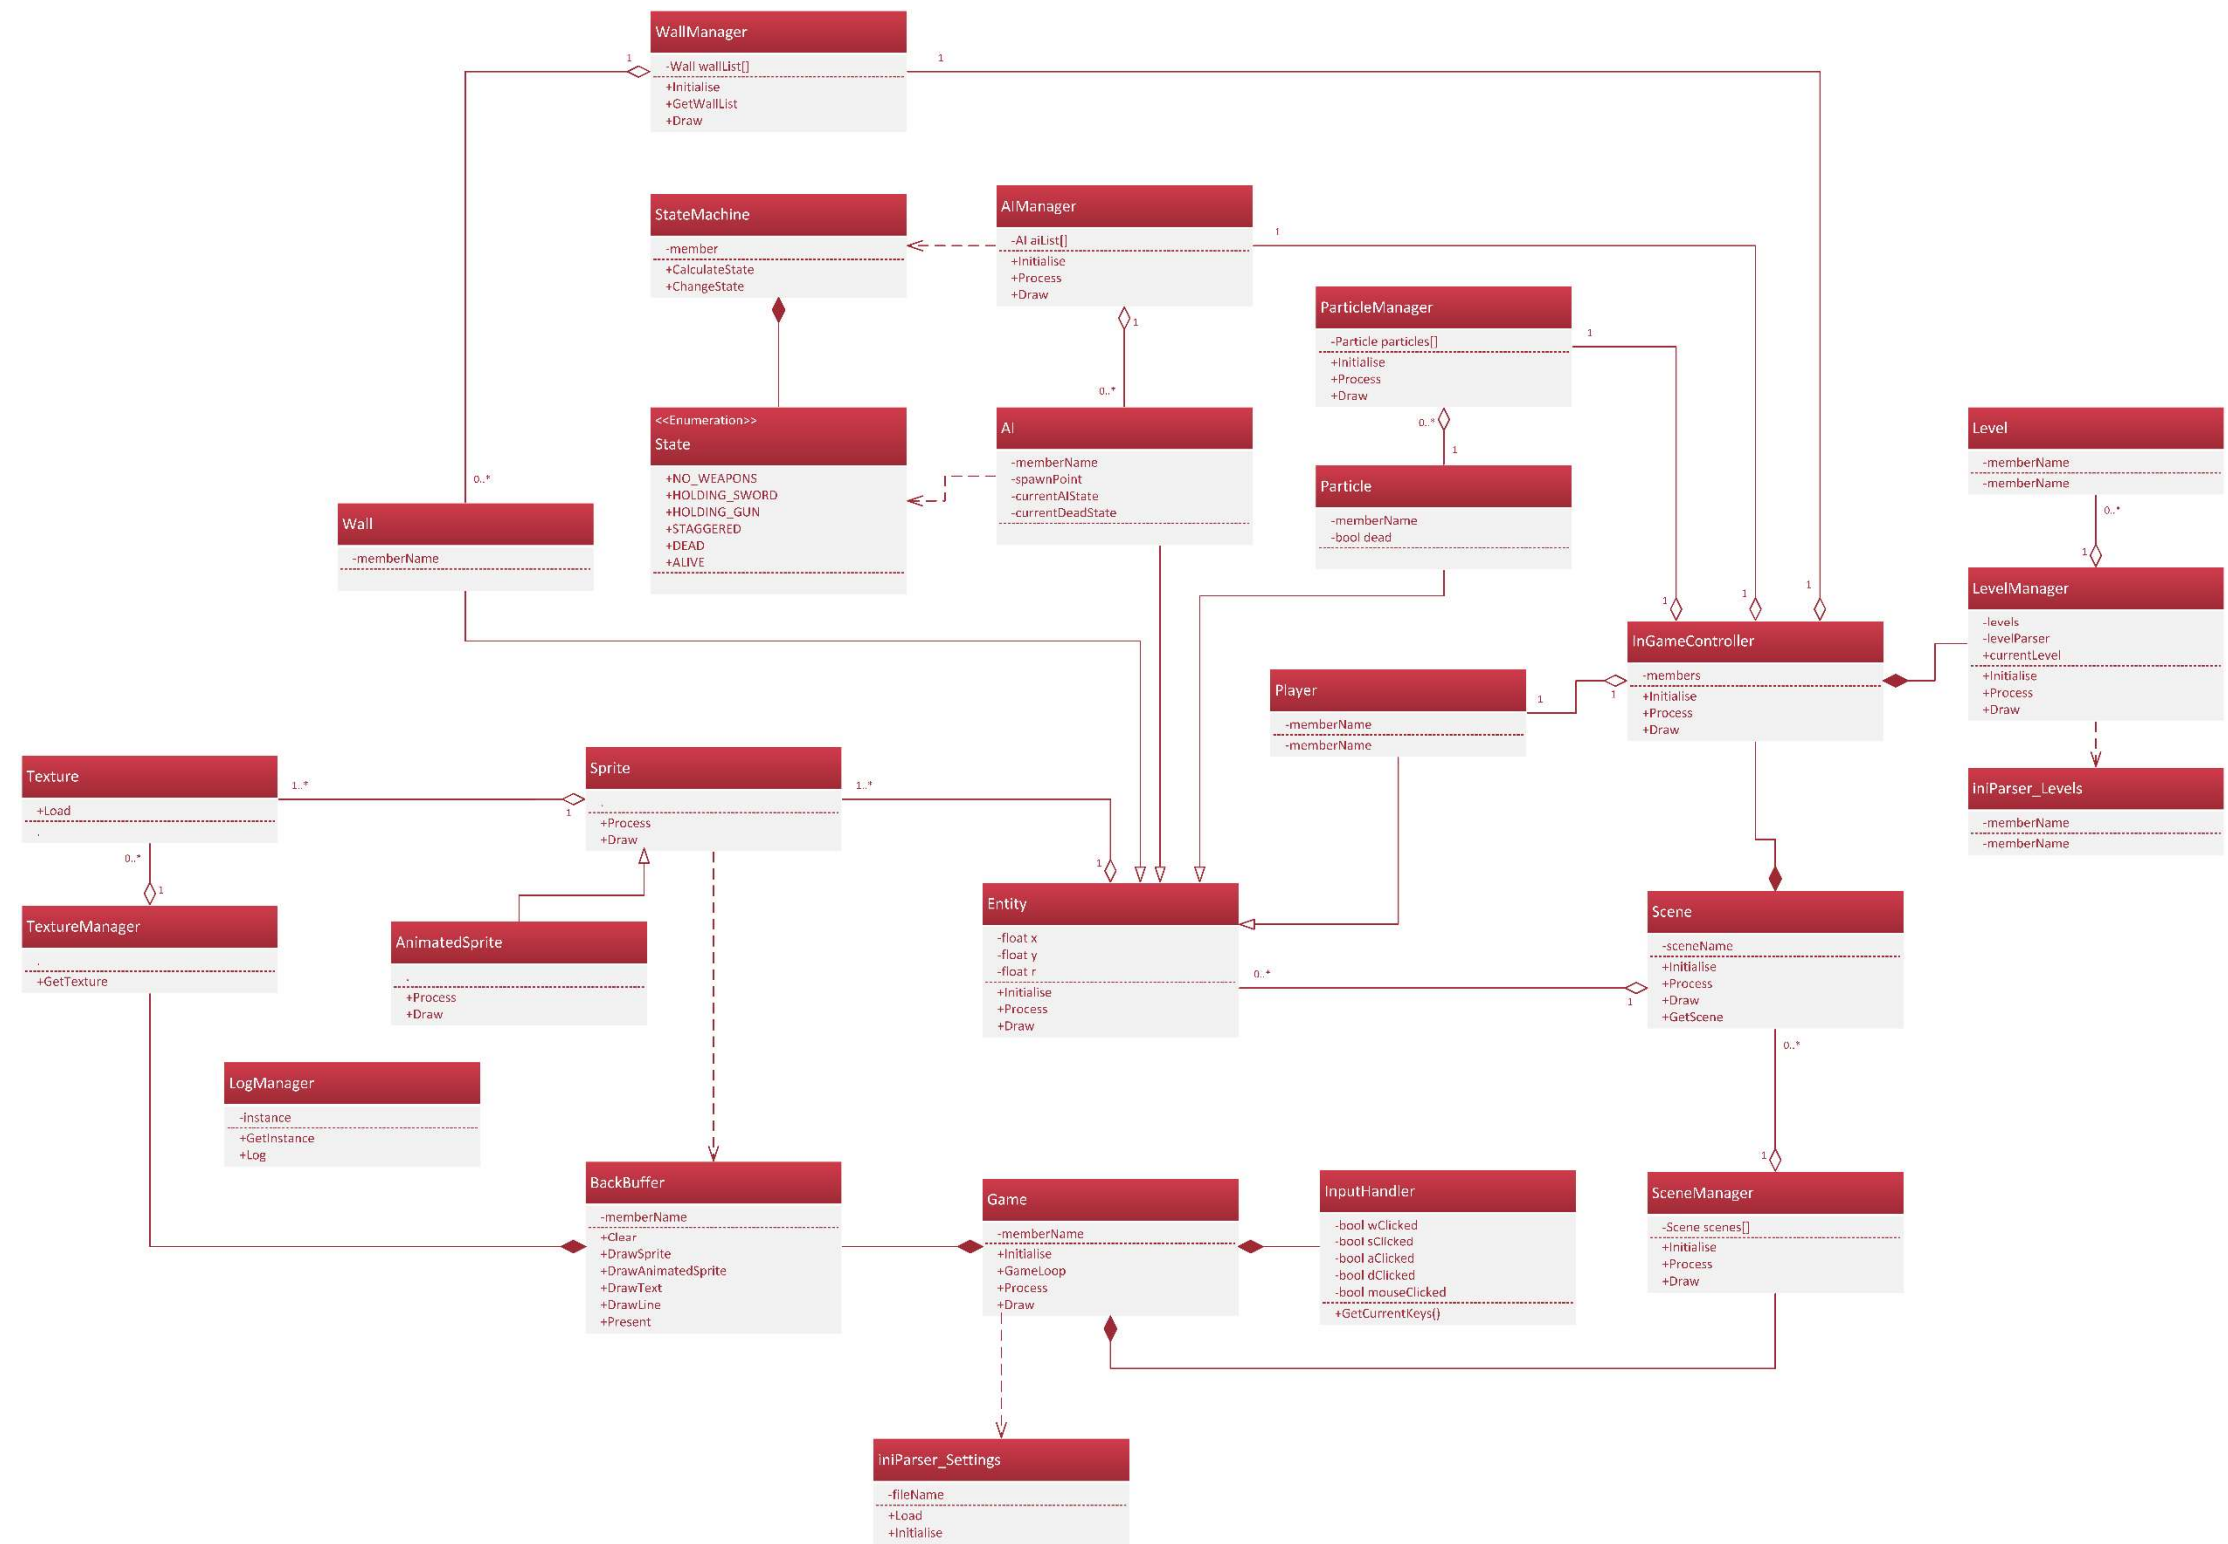 WallManager
-Wall wallList[]
+Initialise
+GetWallList
+Draw
1
1
StateMachine
-member
+CalculateState
+ChangeState
AIManager
-AI aiList[]
+Initialise
+Process
+Draw
1
1
0..*
ParticleManager
-Particle particles[]
+Initialise
+Process
+Draw
1
0..*
1
<<Enumeration>>
State
+NO_WEAPONS
+HOLDING_SWORD
+HOLDING_GUN
+STAGGERED
+DEAD
+ALIVE
AI
-memberName
-spawnPoint
-currentAIState
-currentDeadState
Particle
-memberName
-bool dead
Level
-memberName
-memberName
0..*
1
0..*
Wall
-memberName
1
1
1
InGameController
-members
+Initialise
+Process
+Draw
LevelManager
-levels
-levelParser
+currentLevel
+Initialise
+Process
+Draw
Player
-memberName
-memberName
1
1
Texture
+Load
.
1..*
1
Sprite
.
+Process
+Draw
1..*
1
iniParser_Levels
-memberName
-memberName
0..*
1
TextureManager
.
+GetTexture
AnimatedSprite
.
+Process
+Draw
Entity
-float x
-float y
-float r
+Initialise
+Process
+Draw
0..*
1
Scene
-sceneName
+Initialise
+Process
+Draw
+GetScene
0..*
1
LogManager
-instance
+GetInstance
+Log
BackBuffer
-memberName
+Clear
+DrawSprite
+DrawAnimatedSprite
+DrawText
+DrawLine
+Present
Game
-memberName
+Initialise
+GameLoop
+Process
+Draw
InputHandler
-bool wClicked
-bool sClicked
-bool aClicked
-bool dClicked
-bool mouseClicked
+GetCurrentKeys()
SceneManager
-Scene scenes[]
+Initialise
+Process
+Draw
iniParser_Settings
-fileName
+Load
+Initialise